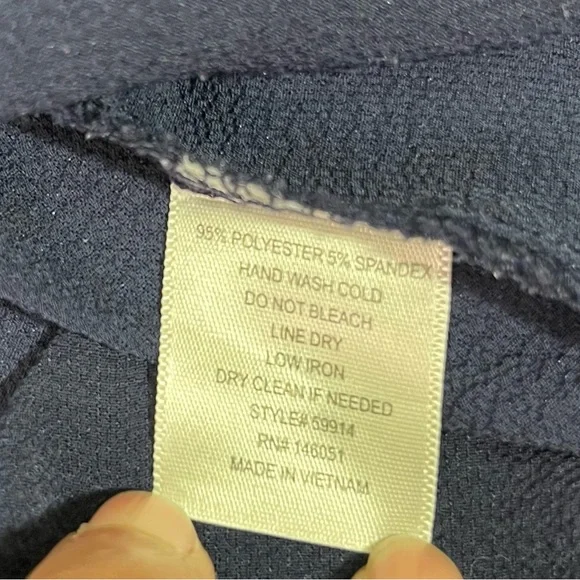 95% POLYESTER 5% SPANDEX
HAND WASH COLD
DO NOT BLEACH
LINE DRY
LOW IRON
DRY CLEAN IF NEEDED
STYLE# 59914
RN# 146051
MADE IN VIETNAM